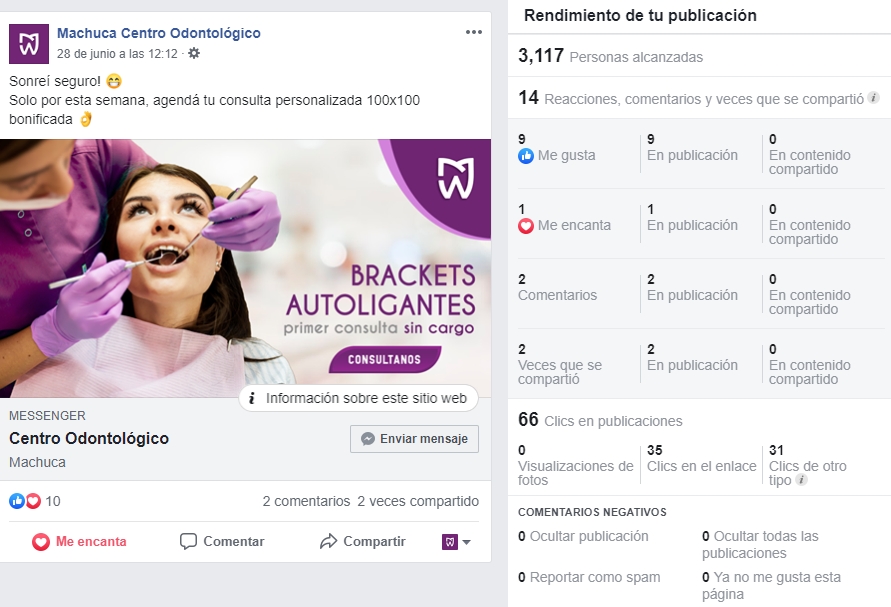 Machuca Centro Odontológico
28 de junio a las 12:12 ·
Sonreí seguro! 😁
Solo por esta semana, agendá tu consulta personalizada 100x100
bonificada 👌
BRACKETS
AUTOLIGANTES
primer consulta sin cargo
CONSULTANOS
i Información sobre este sitio web
MESSENGER
Centro Odontológico
Machuca
Enviar mensaje
10
2 comentarios 2 veces compartido
Me encanta
Comentar
Compartir
Rendimiento de tu publicación
3,117 Personas alcanzadas
14 Reacciones, comentarios y veces que se compartió i
9
Me gusta
9
En publicación
0
En contenido
compartido
1
Me encanta
1
En publicación
0
En contenido
compartido
2
Comentarios
2
En publicación
0
En contenido
compartido
2
Veces que se
compartió
2
En publicación
0
En contenido
compartido
66 Clics en publicaciones
0
Visualizaciones de
fotos
35
Clics en el enlace
31
Clics de otro
tipo i
COMENTARIOS NEGATIVOS
0 Ocultar publicación
0 Ocultar todas las
publicaciones
0 Reportar como spam
0 Ya no me gusta esta
página